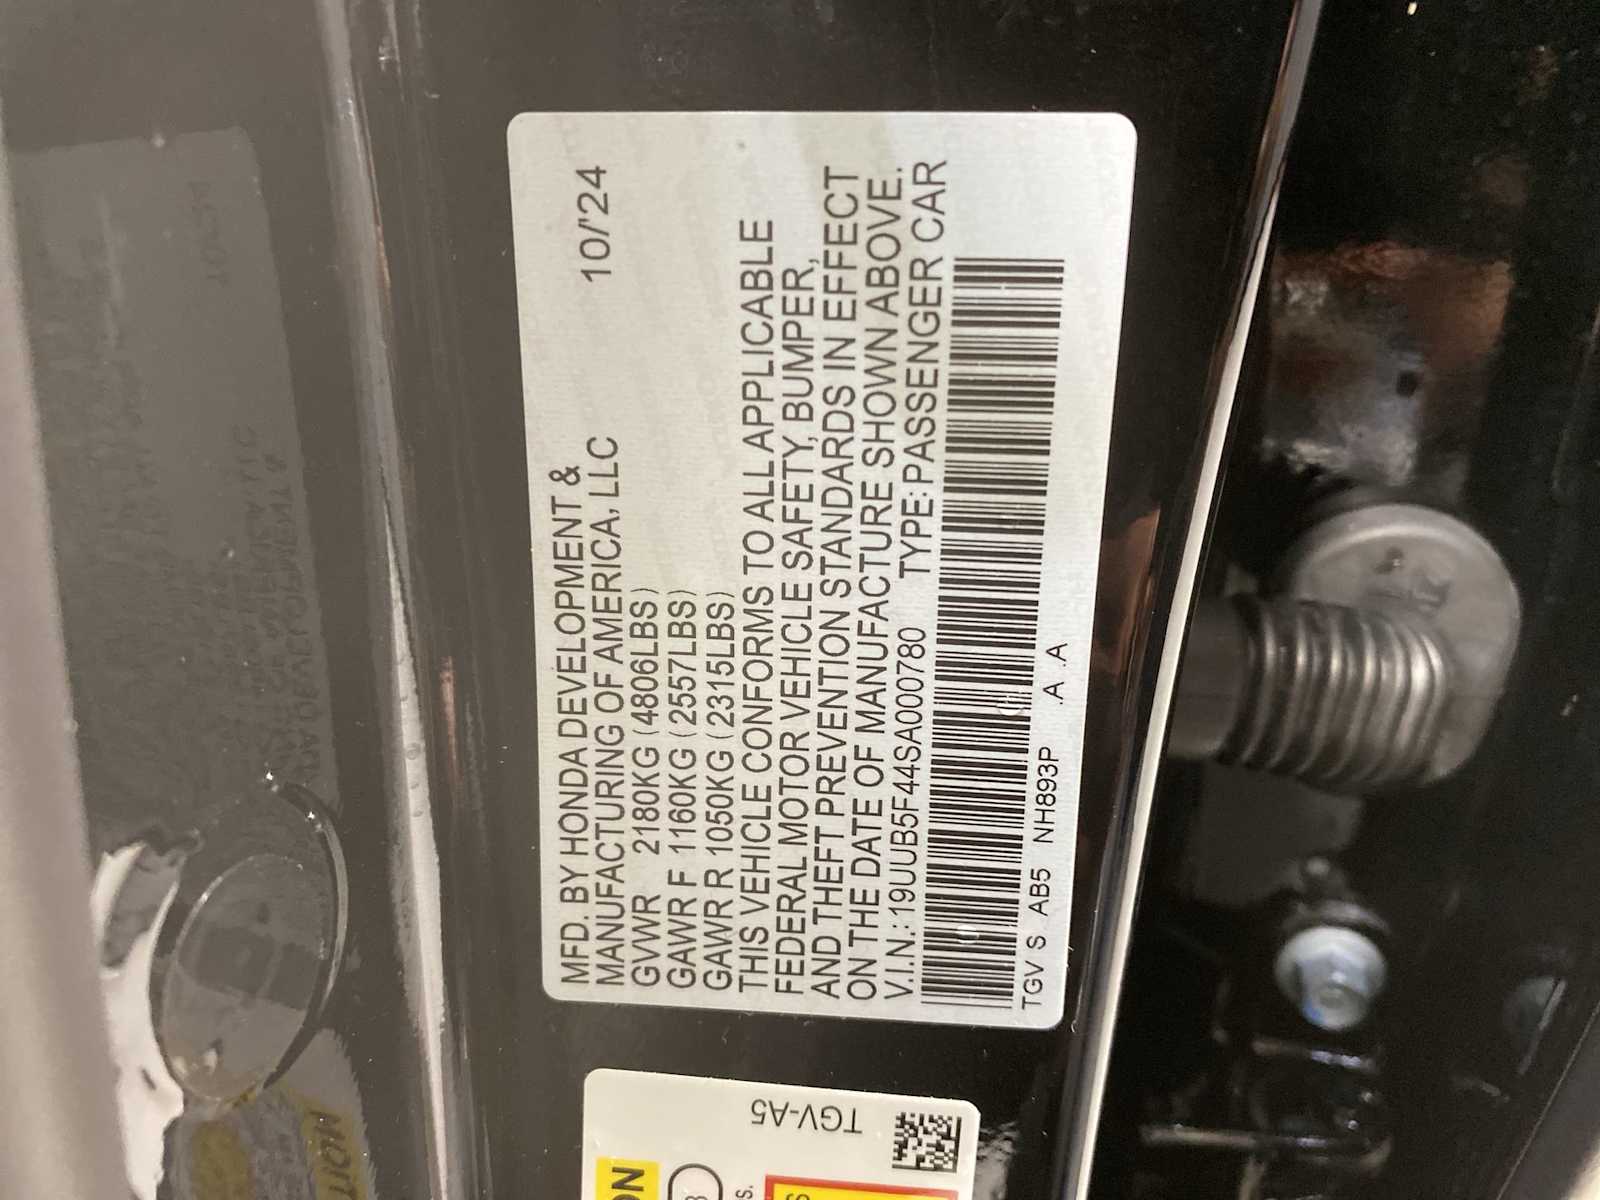 MFD. BY HONDA DEVELOPMENT &
MANUFACTURING OF AMERICA, LLC 10/'24
GVWR 2180KG (4806LBS)
GAWR F 1160KG (2557LBS)
GAWR R 1050KG (2315LBS)
THIS VEHICLE CONFORMS TO ALL APPLICABLE
FEDERAL MOTOR VEHICLE SAFETY, BUMPER,
AND THEFT PREVENTION STANDARDS IN EFFECT
ON THE DATE OF MANUFACTURE SHOWN ABOVE.
V.I.N.: 19UUB5F44SA000780 TYPE: PASSENGER CAR
TGV S AB5 NH893P .A .A
TGV-A5